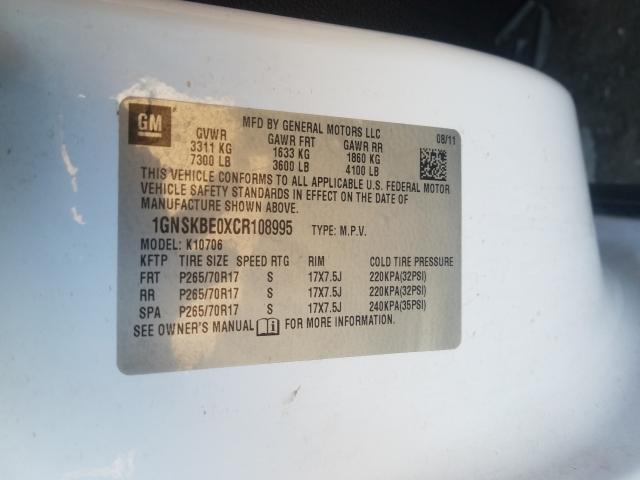 GM
MFD BY GENERAL MOTORS LLC 08/11
GVWR GAWR FRT GAWR RR
3311 KG 1633 KG 1860 KG
7300 LB 3600 LB 4100 LB
THIS VEHICLE CONFORMS TO ALL APPLICABLE U.S. FEDERAL MOTOR
VEHICLE SAFETY STANDARDS IN EFFECT ON THE DATE OF
MANUFACTURE SHOWN ABOVE.
1GNSKBE0XCR108995 TYPE: M.P.V.
MODEL: K10706
KFTP TIRE SIZE SPEED RTG RIM COLD TIRE PRESSURE
FRT P265/70R17 S 17X7.5J 220KPA(32PSI)
RR P265/70R17 S 17X7.5J 220KPA(32PSI)
SPA P265/70R17 S 17X7.5J 240KPA(35PSI)
SEE OWNER'S MANUAL FOR MORE INFORMATION.